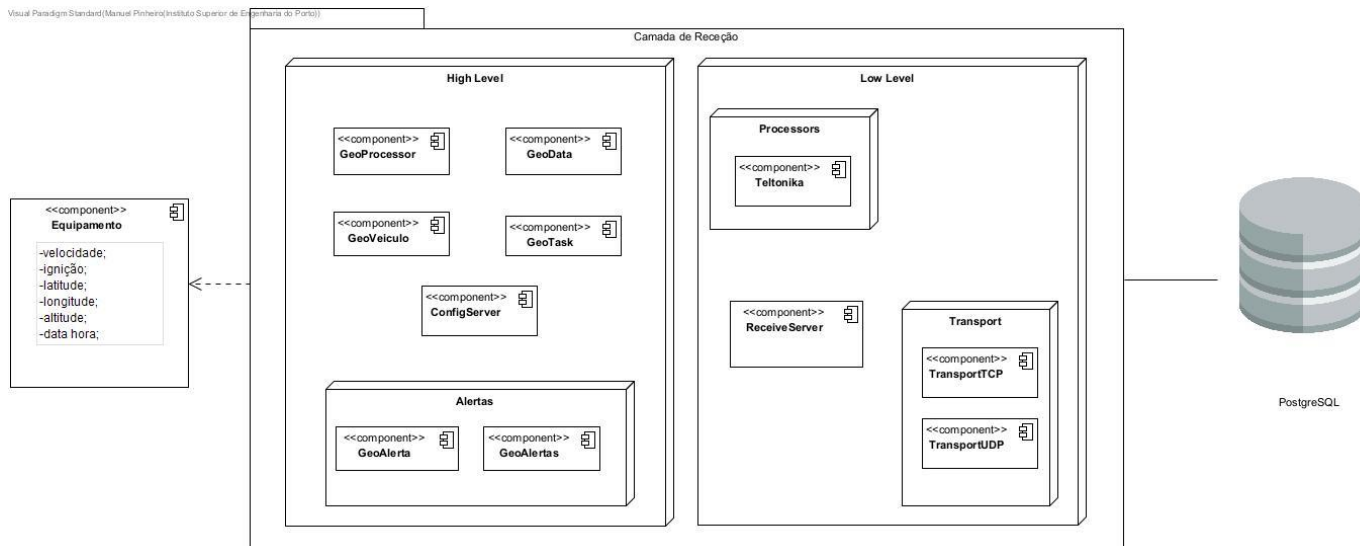 Visual Paradigm Standard(Manuel Pinheiro(Instituto Superior de Engenharia do Porto))
Camada de Receção
High Level
<<component>>
GeoProcessor
<<component>>
GeoData
<<component>>
GeoVeiculo
<<component>>
GeoTask
<<component>>
ConfigServer
Alertas
<<component>>
GeoAlerta
<<component>>
GeoAlertas
Low Level
Processors
<<component>>
Teltonika
<<component>>
ReceiveServer
Transport
<<component>>
TransportTCP
<<component>>
TransportUDP
<<component>>
Equipamento
-velocidade;
-ignição;
-latitude;
-longitude;
-altitude;
-data hora;
PostgreSQL